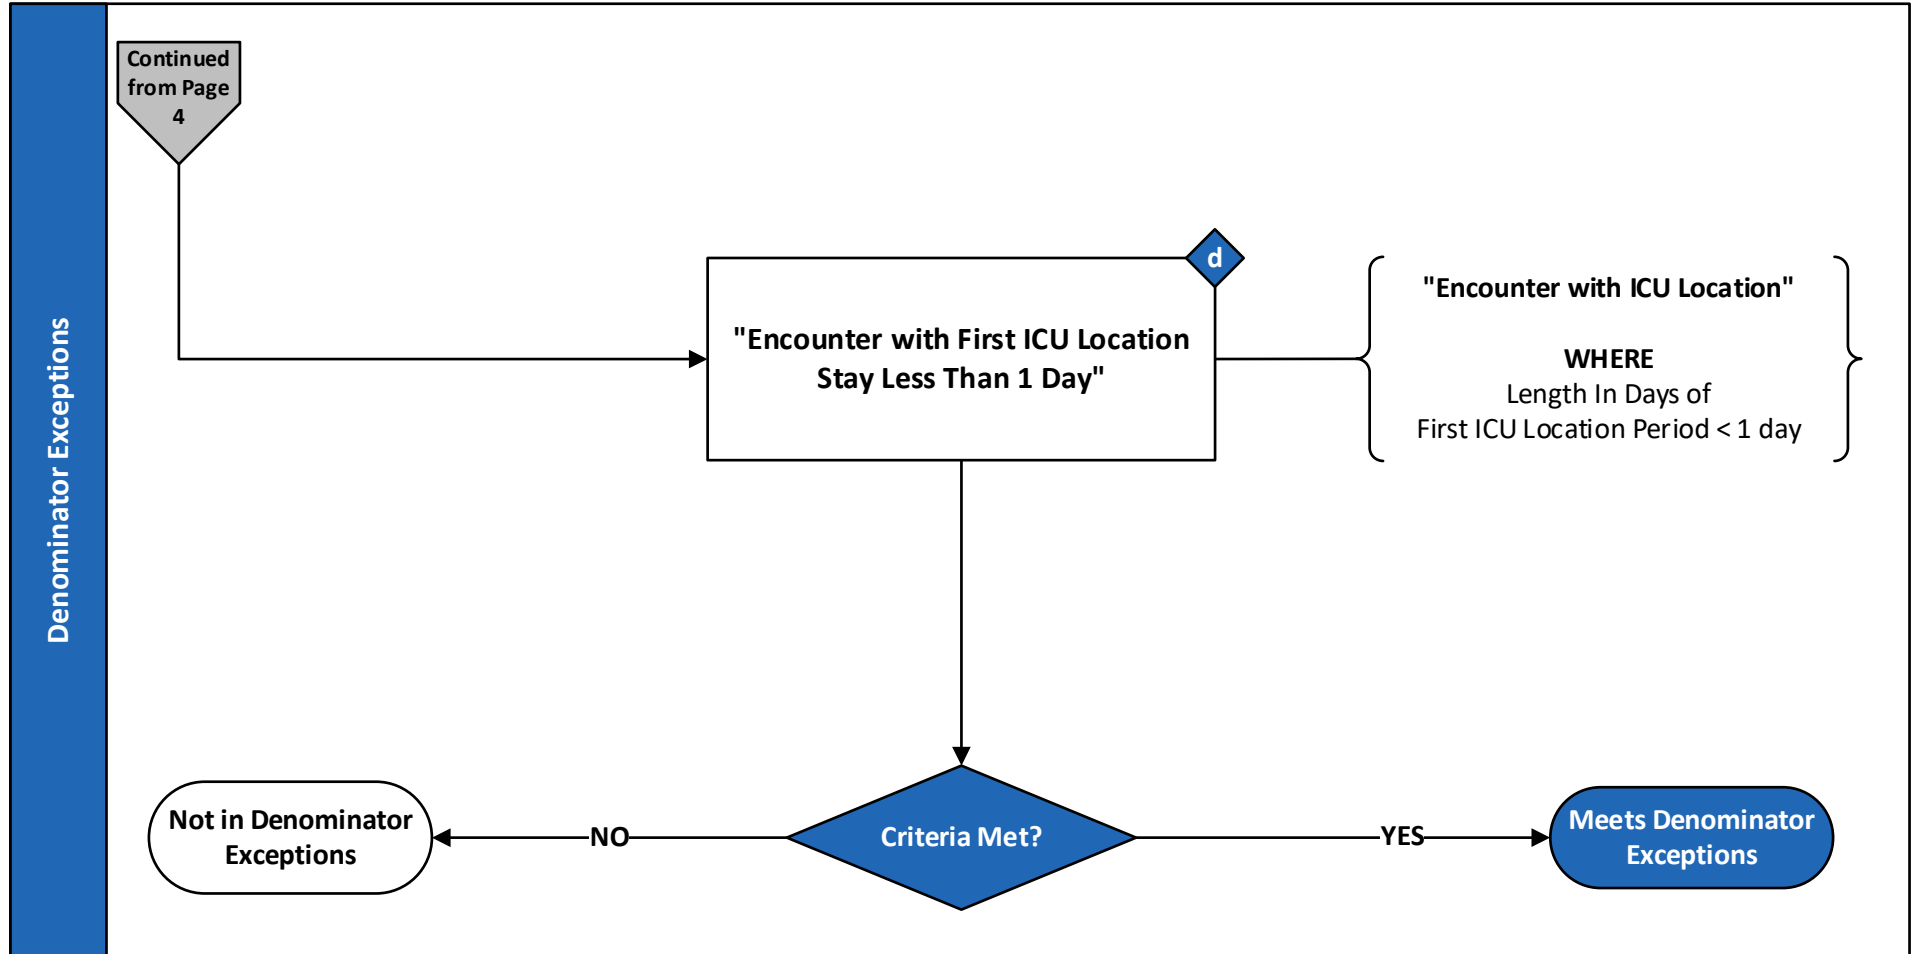 Denominator Exceptions
Continued
from Page
4
d
"Encounter with First ICU Location
Stay Less Than 1 Day"
"Encounter with ICU Location"
WHERE
Length In Days of
First ICU Location Period < 1 day
Not in Denominator
Exceptions
NO
Criteria Met?
YES
Meets Denominator
Exceptions